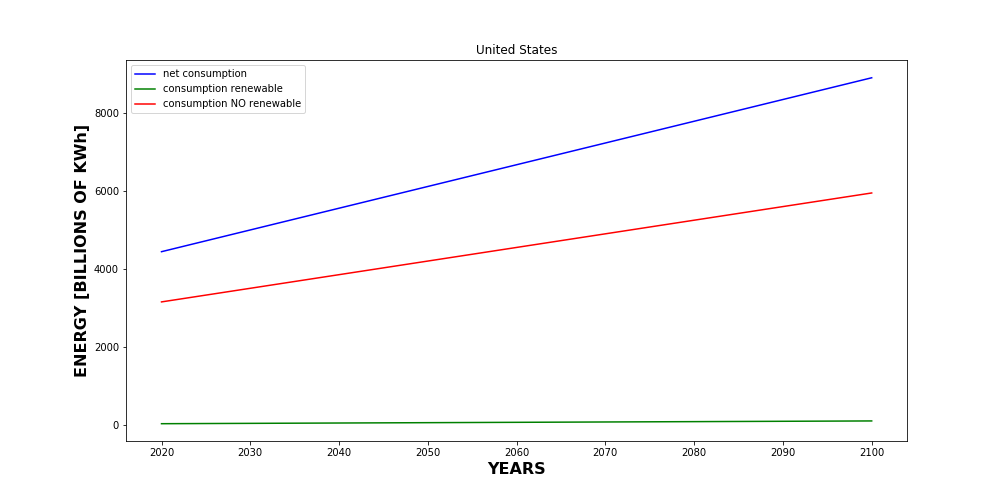 United States
net consumption
consumption renewable
consumption NO renewable
ENERGY [BILLIONS OF KWh]
8000
6000
4000
2000
0
2020 2030 2040 2050 2060 2070 2080 2090 2100
YEARS